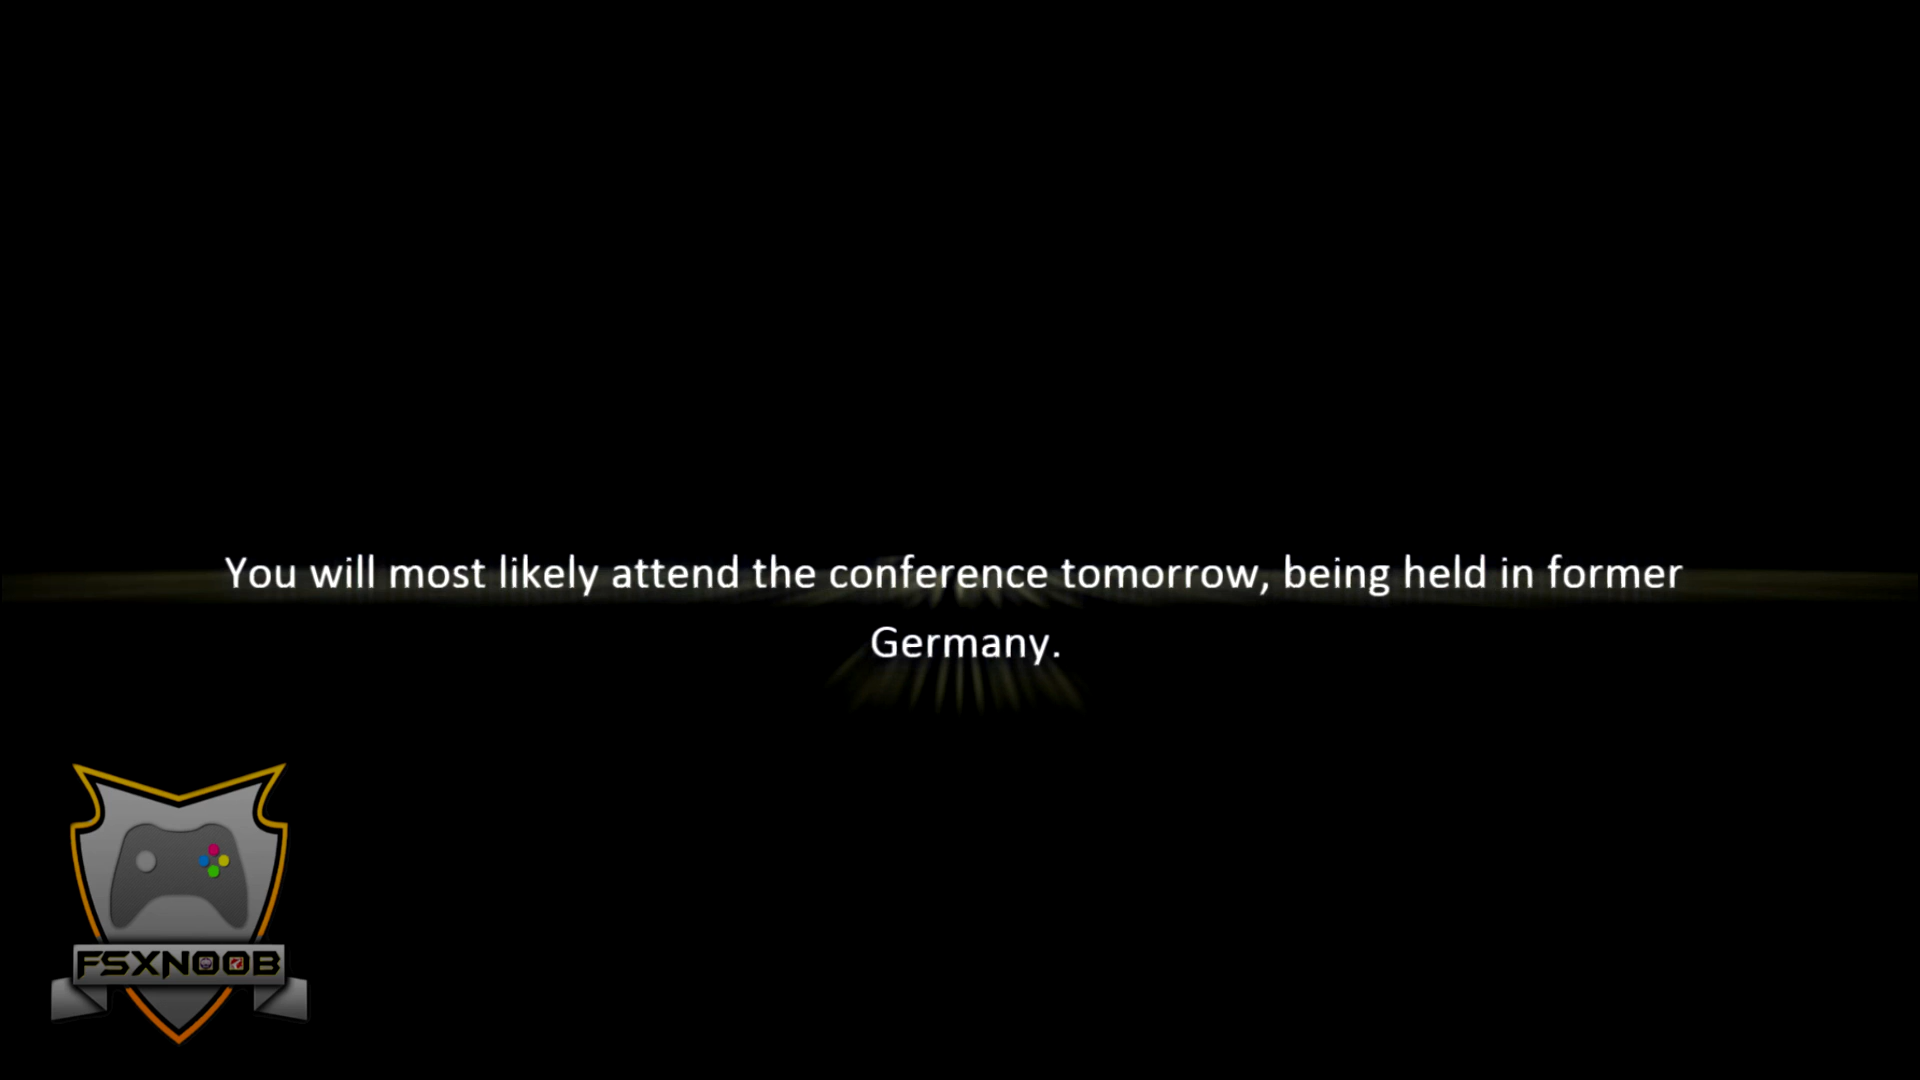 You will most likely attend the conference tomorrow, being held in former
Germany.
FSXNOOB